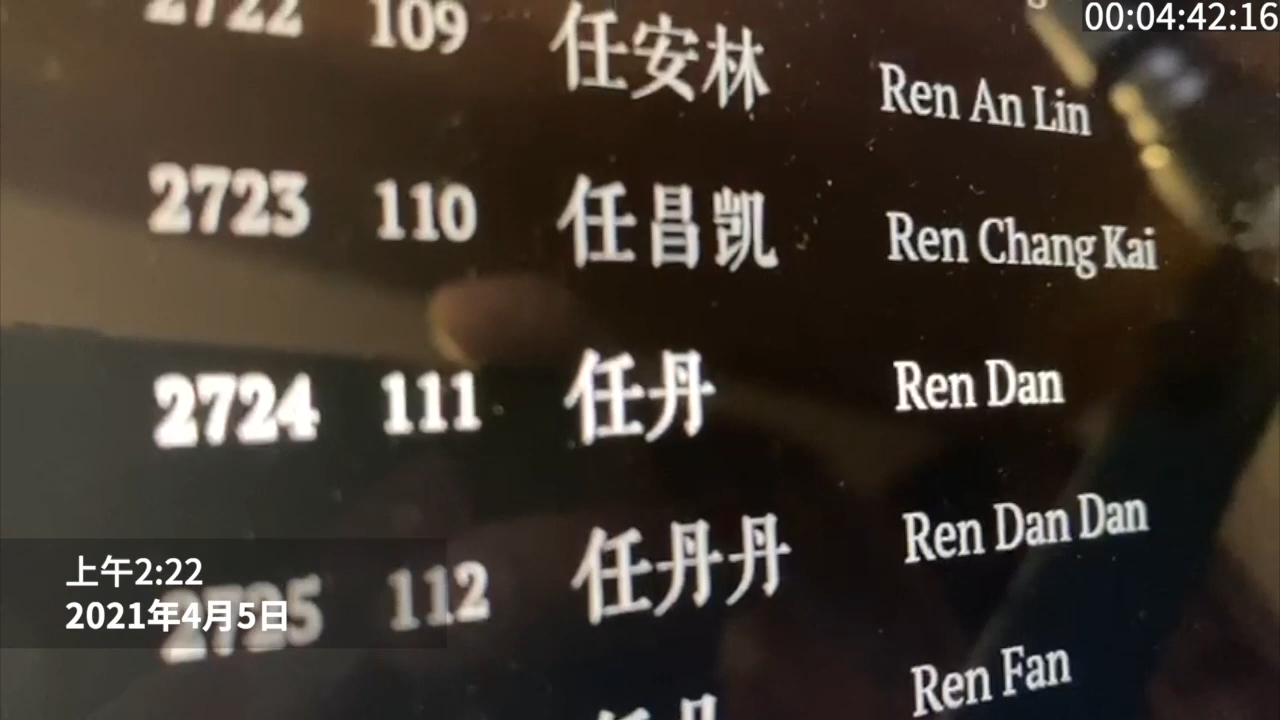 00:04:42:16
2722 109 任安林 Ren An Lin
2723 110 任昌凯 Ren Chang Kai
2724 111 任丹 Ren Dan
2725 112 任丹丹 Ren Dan Dan
Ren Fan
上午2:22
2021年4月5日